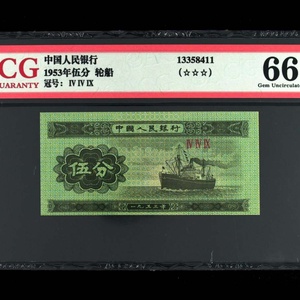 CG
GUARANTY
中国人民银行
1953年伍分 轮船
冠号: IV IV IX
13358411
(☆☆☆)
66
Gem Uncirculated
中国人民银行
IV IV IX
伍分
一九五三年